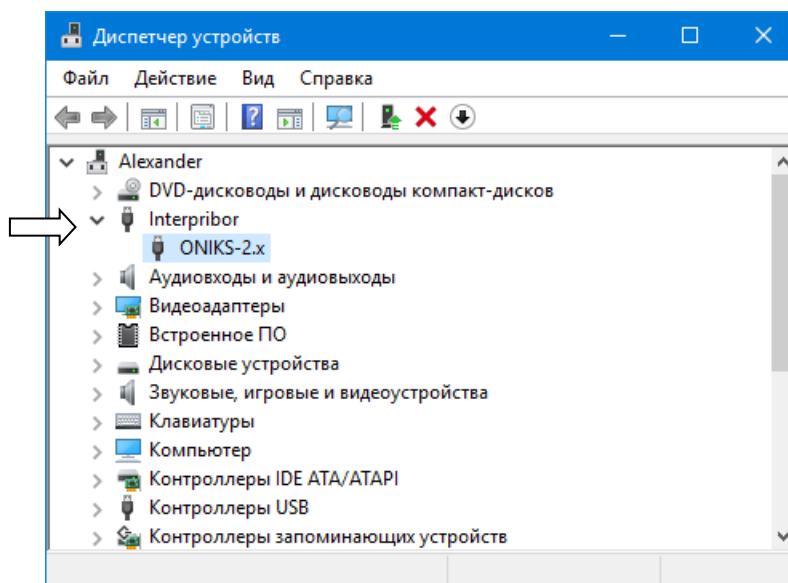 Диспетчер устройств
Файл Действие Вид Справка
Alexander
DVD-дисководы и дисководы компакт-дисков
Interpribor
ONIKS-2.x
Аудиовходы и аудиовыходы
Видеоадаптеры
Встроенное ПО
Дисковые устройства
Звуковые, игровые и видеоустройства
Клавиатуры
Компьютер
Контроллеры IDE ATA/ATAPI
Контроллеры USB
Контроллеры запоминающих устройств